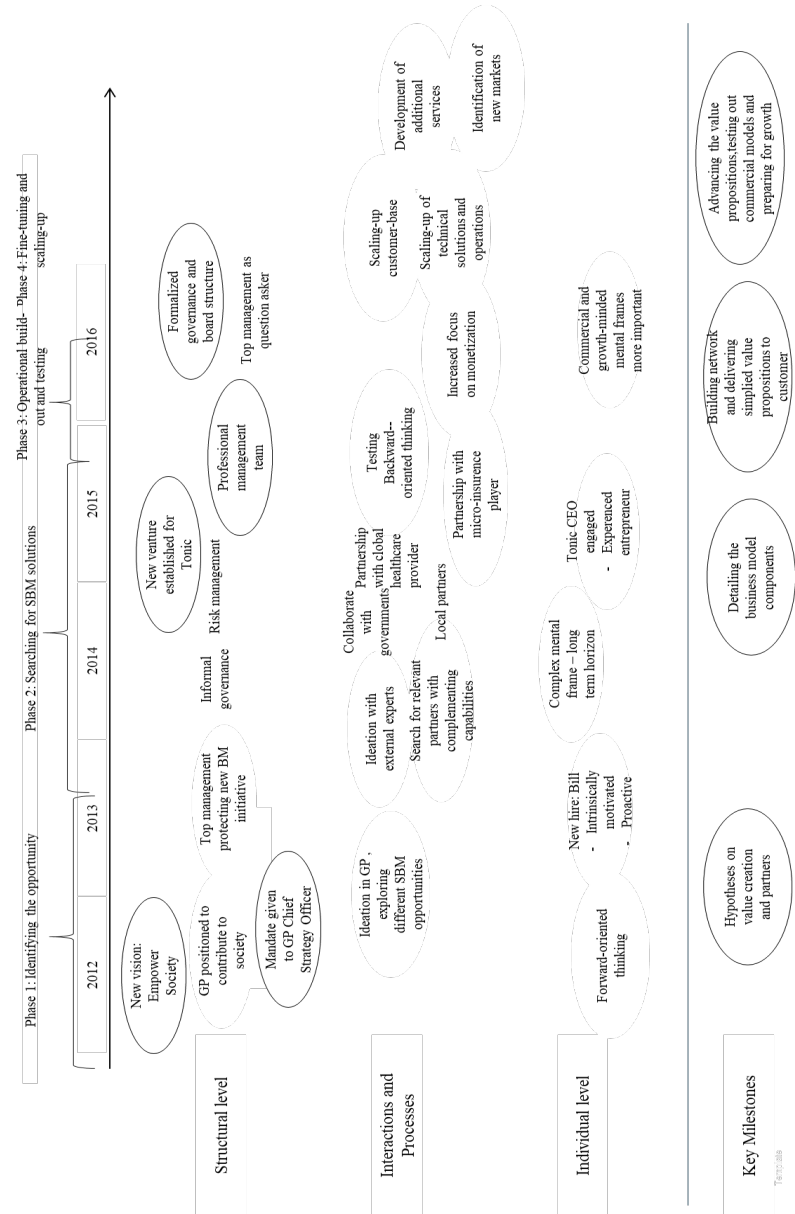 Phase 1: Identifying the opportunity
Phase 2: Searching for SBM solutions
Phase 3: Operational build-
out and testing
Phase 4: Fine-tuning and
scaling-up
2012
2013
2014
2015
2016
Structural level
New vision:
Empower
Society
GP positioned to
contribute to
society
Mandate given
to GP Chief
Strategy Officer
Top management
protecting new BM
initiative
Informal
governance
Risk management
New venture
established for
Tonic
Professional
management
team
Formalized
governance and
board structure
Top management as
question asker
Interactions and
Processes
Ideation in GP ,
exploring
different SBM
opportunities
Ideation with
external experts
Search for relevant
partners with
complementing
capabilities
Collaborate
with
governments
Local partners
Partnership
with clobal
healthcare
provider
Partnership with
micro-insurence
player
Testing
Backward--
oriented thinking
Increased focus
on monetization
Scaling-up
customer-base
Scaling-up of
technical
solutions and
operations
Development of
additional
services
Identification of
new markets
Individual level
Forward-oriented
thinking
New hire: Bill
- Intrinsically
motivated
- Proactive
Complex mental
frame – long
term horizon
Tonic CEO
engaged
- Experenced
entrepreneur
Commercial and
growth-minded
mental frames
more important
Key Milestones
Hypotheses on
value creation
and partners
Detailing the
business model
components
Building network
and delivering
simplied value
propositions to
customer
Advancing the value
propositions,testing out
commercial models and
preparing for growth
Template